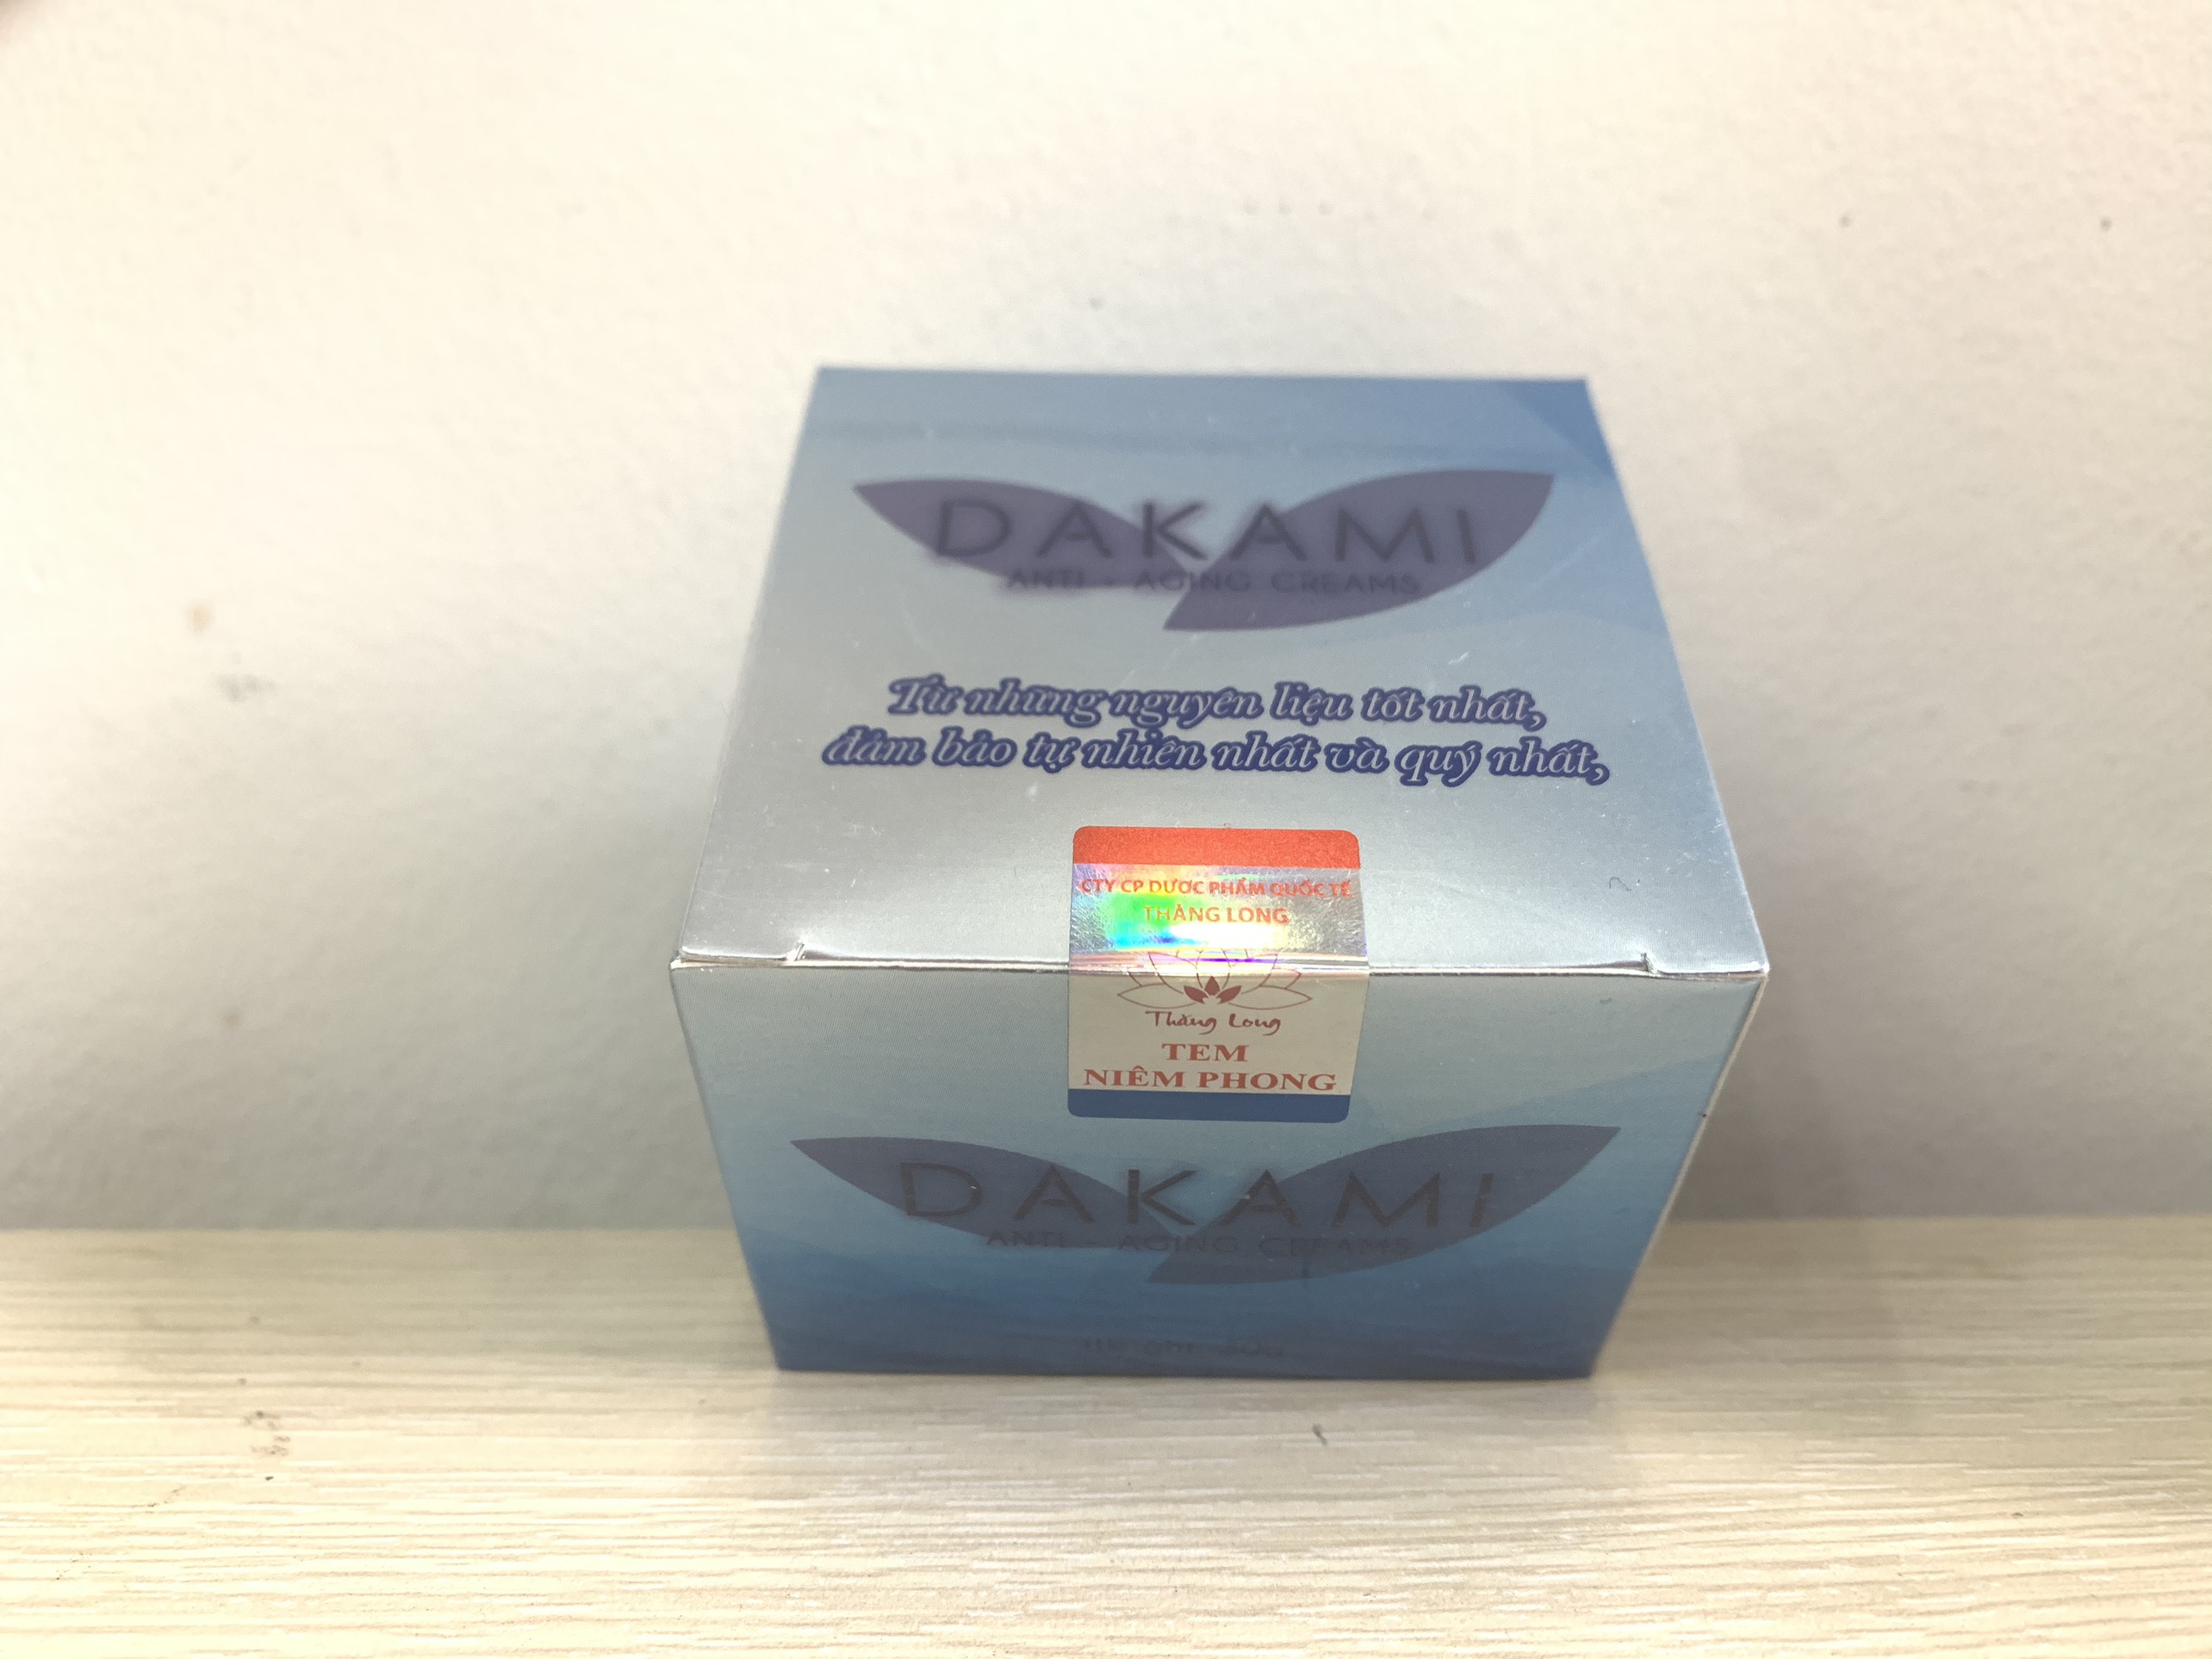 DAKAMI
ANTI - AGING CREAMS
Từ những nguyên liệu tốt nhất,
đảm bảo tự nhiên nhất và quý nhất,
CTY CP DƯỢC PHẨM QUỐC TẾ
THĂNG LONG
Thăng Long
TEM
NIÊM PHONG
DAKAMI
ANTI - AGING CREAMS